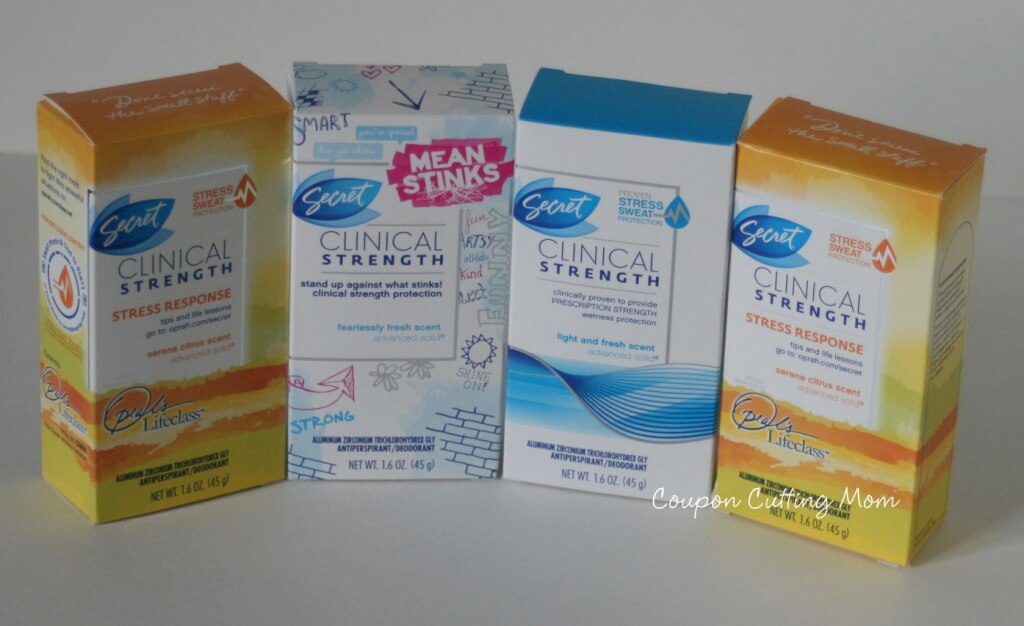 "Don't stress
the small stuff"
STRESS
SWEAT
PROTECTION
Secret
CLINICAL
STRENGTH
STRESS RESPONSE
tips and life lessons
go to: oprah.com/secret
serene citrus scent
advanced solid®
Oprah's
Lifeclass™
ALUMINUM ZIRCONIUM TRICHLOROHYDREX GLY
ANTIPERSPIRANT/DEODORANT
NET WT. 1.6 OZ. (45 g)
SMART
you're special
MEAN
STINKS
Secret
CLINICAL
STRENGTH
stand up against what stinks!
clinical strength protection
fearlessly fresh scent
advanced solid®
fun
ARTSY
athletic
kind
sweet
FUNNY
SHINE
ON!
STRONG
ALUMINUM ZIRCONIUM TRICHLOROHYDREX GLY
ANTIPERSPIRANT/DEODORANT
NET WT. 1.6 OZ. (45 g)
Secret
PROVEN
STRESS
SWEAT
PROTECTION
CLINICAL
STRENGTH
clinically proven to provide
PRESCRIPTION STRENGTH
wetness protection
light and fresh scent
advanced solid®
ALUMINUM ZIRCONIUM TRICHLOROHYDREX GLY
ANTIPERSPIRANT/DEODORANT
NET WT. 1.6 OZ. (45 g)
"Don't stress
the small stuff"
Secret
STRESS
SWEAT
PROTECTION
CLINICAL
STRENGTH
STRESS RESPONSE
tips and life lessons
go to: oprah.com/secret
serene citrus scent
advanced solid®
Oprah's
Lifeclass™
ALUMINUM ZIRCONIUM TRICHLOROHYDREX GLY
ANTIPERSPIRANT/DEODORANT
NET WT. 1.6 OZ. (45 g)
Coupon Cutting Mom